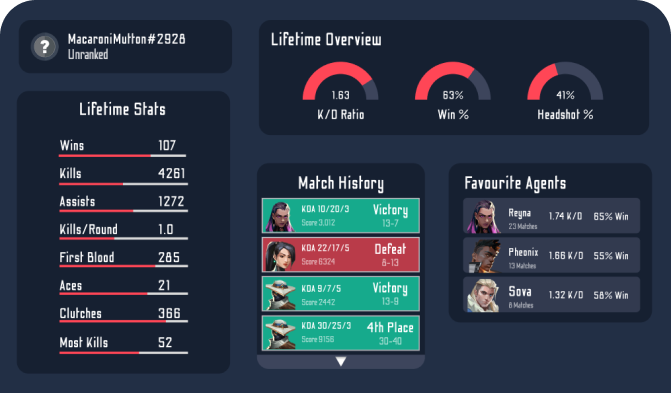 ?
MacaroniMutton#2928
Unranked
Lifetime Overview
1.63
K/D Ratio
63%
Win %
41%
Headshot %
Lifetime Stats
Wins 107
Kills 4261
Assists 1272
Kills/Round 1.0
First Blood 285
Aces 21
Clutches 366
Most Kills 52
Match History
KDA 10/20/3 Victory
Score 3,012 13-7
KDA 22/17/5 Defeat
Score 6324 8-13
KDA 9/7/5 Victory
Score 2442 13-9
KDA 30/25/3 4th Place
Score 9156 30-40
Favourite Agents
Reyna 1.74 K/D 65% Win
23 Matches
Pheonix 1.66 K/D 55% Win
13 Matches
Sova 1.32 K/D 58% Win
8 Matches